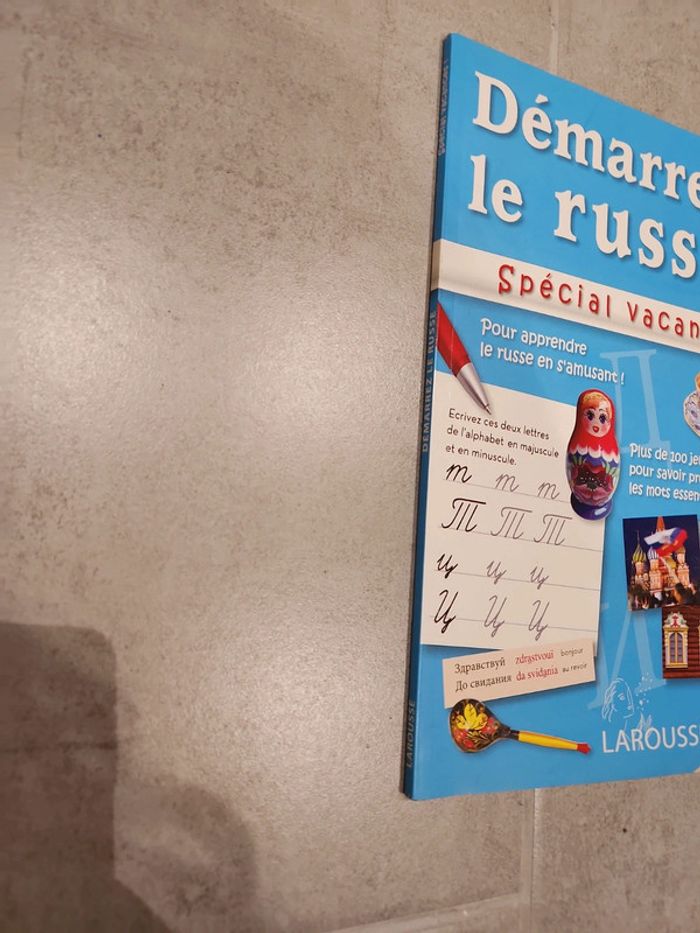 Démarre
le russ
Spécial vacan
Pour apprendre
le russe en s'amusant !
Ecrivez ces deux lettres
de l'alphabet en majuscule
et en minuscule.
т т т
Т Т Т
ц ц ц
Ц Ц Ц
Plus de 100 je
pour savoir pr
les mots essen
Здравствуй zdrastvouï bonjour
До свидания da svidánia au revoir
LAROUSS
DÉMARREZ LE RUSSE
LAROUSSE